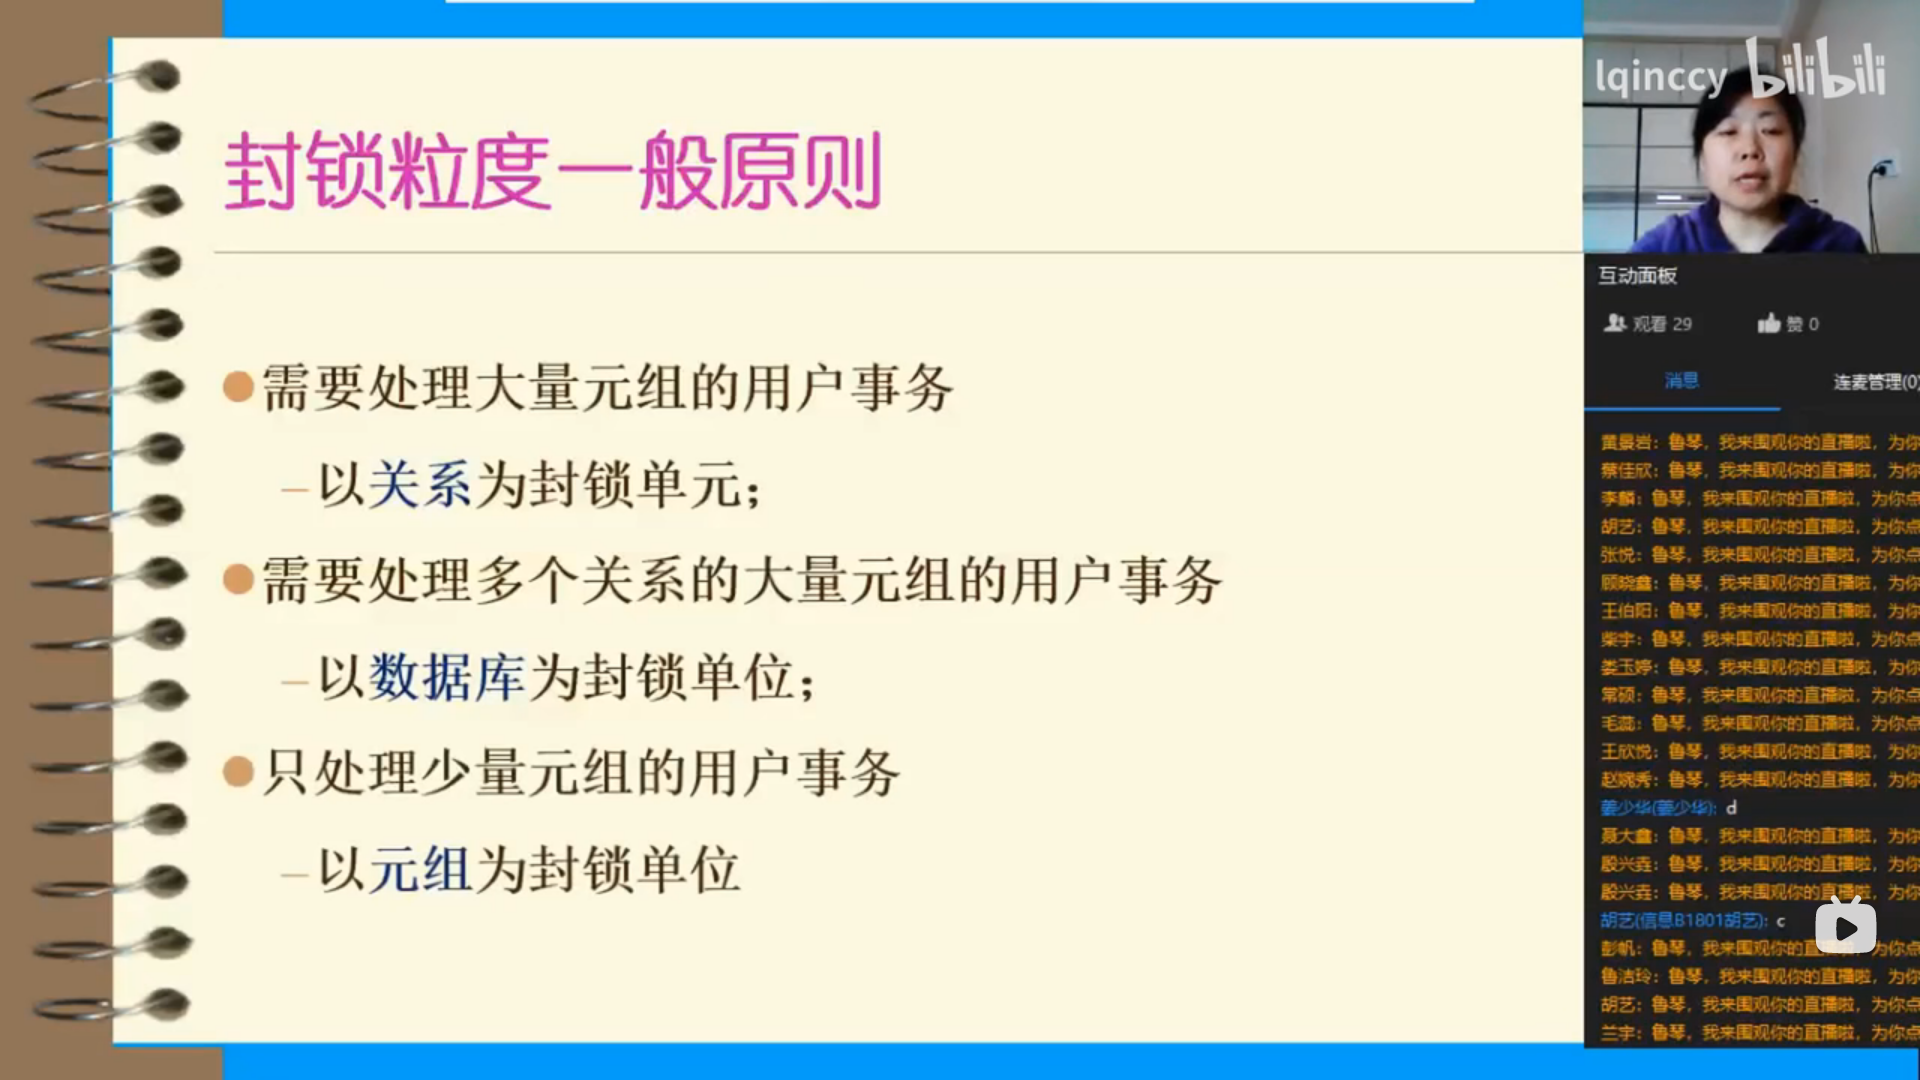 封锁粒度一般原则
需要处理大量元组的用户事务
–以关系为封锁单元；
需要处理多个关系的大量元组的用户事务
–以数据库为封锁单位；
只处理少量元组的用户事务
–以元组为封锁单位
lqinccy bilibili
互动面板
观看 29 赞 0
消息 连麦管理(0)
黄景岩：鲁琴，我来围观你的直播啦，为你点
蔡佳欣：鲁琴，我来围观你的直播啦，为你点
李麟：鲁琴，我来围观你的直播啦，为你点
胡艺：鲁琴，我来围观你的直播啦，为你点
张悦：鲁琴，我来围观你的直播啦，为你点
顾晓鑫：鲁琴，我来围观你的直播啦，为你
王伯阳：鲁琴，我来围观你的直播啦，为你
柴宇：鲁琴，我来围观你的直播啦，为你点
娄玉婷：鲁琴，我来围观你的直播啦，为你
常硕：鲁琴，我来围观你的直播啦，为你点
毛蕊：鲁琴，我来围观你的直播啦，为你点
王欣悦：鲁琴，我来围观你的直播啦，为你
赵婉秀：鲁琴，我来围观你的直播啦，为你
姜少华(姜少华)：d
聂大鑫：鲁琴，我来围观你的直播啦，为你
殷兴垚：鲁琴，我来围观你的直播啦，为你
殷兴垚：鲁琴，我来围观你的直播啦，为你
胡艺(信息B1801胡艺)：c
彭帆：鲁琴，我来围观你的直播啦，为你点
鲁洁玲：鲁琴，我来围观你的直播啦，为你
胡艺：鲁琴，我来围观你的直播啦，为你点
兰宇：鲁琴，我来围观你的直播啦，为你点